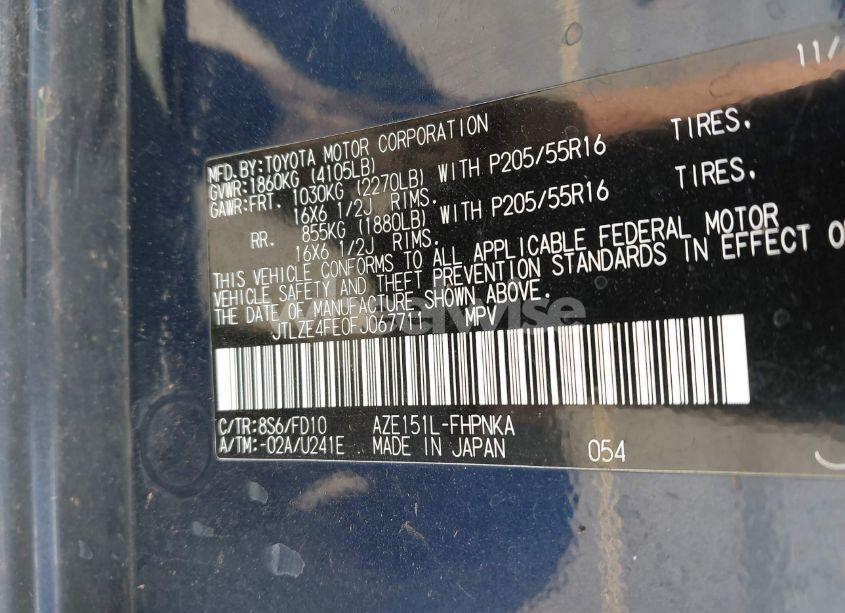 11/
MFD.BY:TOYOTA MOTOR CORPORATION
GVWR:1860KG (4105LB)
GAWR:FRT. 1030KG (2270LB) WITH P205/55R16 TIRES.
16X6 1/2J RIMS.
RR. 855KG (1880LB) WITH P205/55R16 TIRES.
16X6 1/2J RIMS.
THIS VEHICLE CONFORMS TO ALL APPLICABLE FEDERAL MOTOR
VEHICLE SAFETY AND THEFT PREVENTION STANDARDS IN EFFECT O
THE DATE OF MANUFACTURE SHOWN ABOVE.
JTLZE4FE0FJ067711 MPV
C/TR:8S6/FD10 AZE151L-FHPNKA
A/TM:-02A/U241E MADE IN JAPAN 054